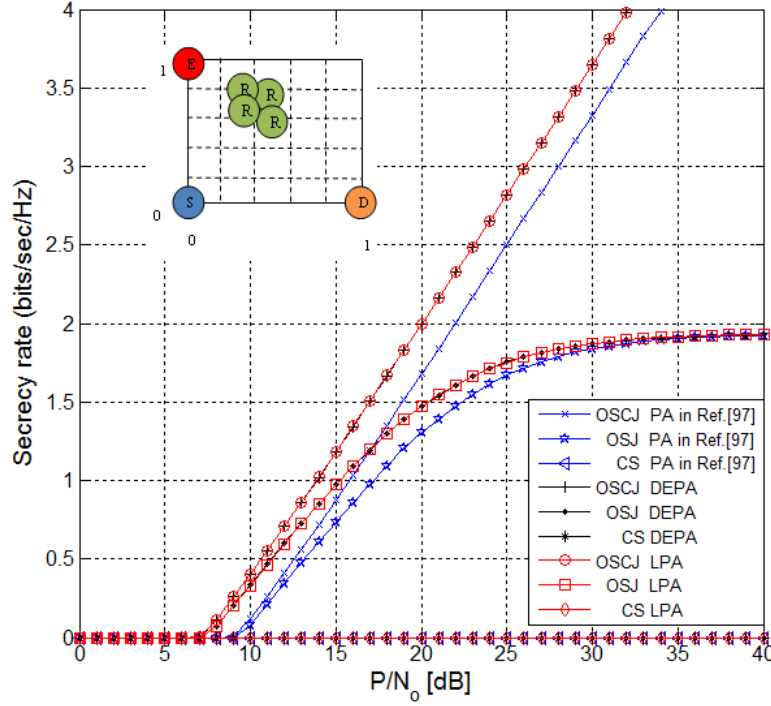 4
3.5
3
2.5
2
1.5
1
0.5
0
Secrecy rate (bits/sec/Hz)
E
1
R R
R R
S
D
0
0
1
OSCJ PA in Ref.[97]
OSJ PA in Ref.[97]
CS PA in Ref.[97]
OSCJ DEPA
OSJ DEPA
CS DEPA
OSCJ LPA
OSJ LPA
CS LPA
0 5 10 15 20 25 30 35 40
P/No [dB]